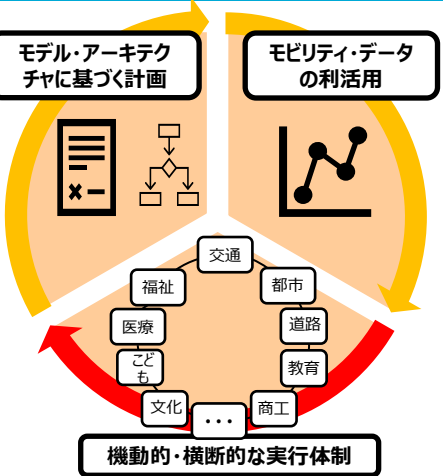 モデル・アーキテク
チャに基づく計画
モビリティ・データ
の利活用
交通
福祉
都市
医療
道路
こど
も
教育
文化
・・・
商工
機動的・横断的な実行体制